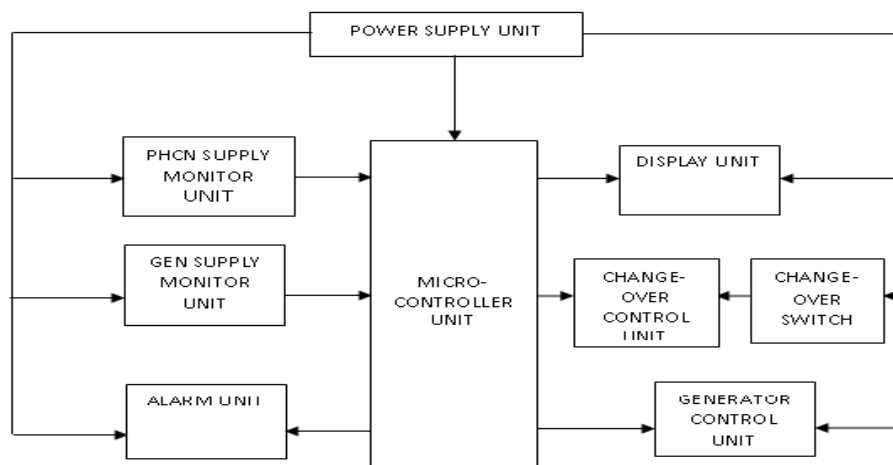 POWER SUPPLY UNIT
PHCN SUPPLY
MONITOR
UNIT
DISPLAY UNIT
GEN SUPPLY
MONITOR
UNIT
MICRO-
CONTROLLER
UNIT
CHANGE-
OVER
CONTROL
UNIT
CHANGE-
OVER
SWITCH
ALARM UNIT
GENERATOR
CONTROL
UNIT